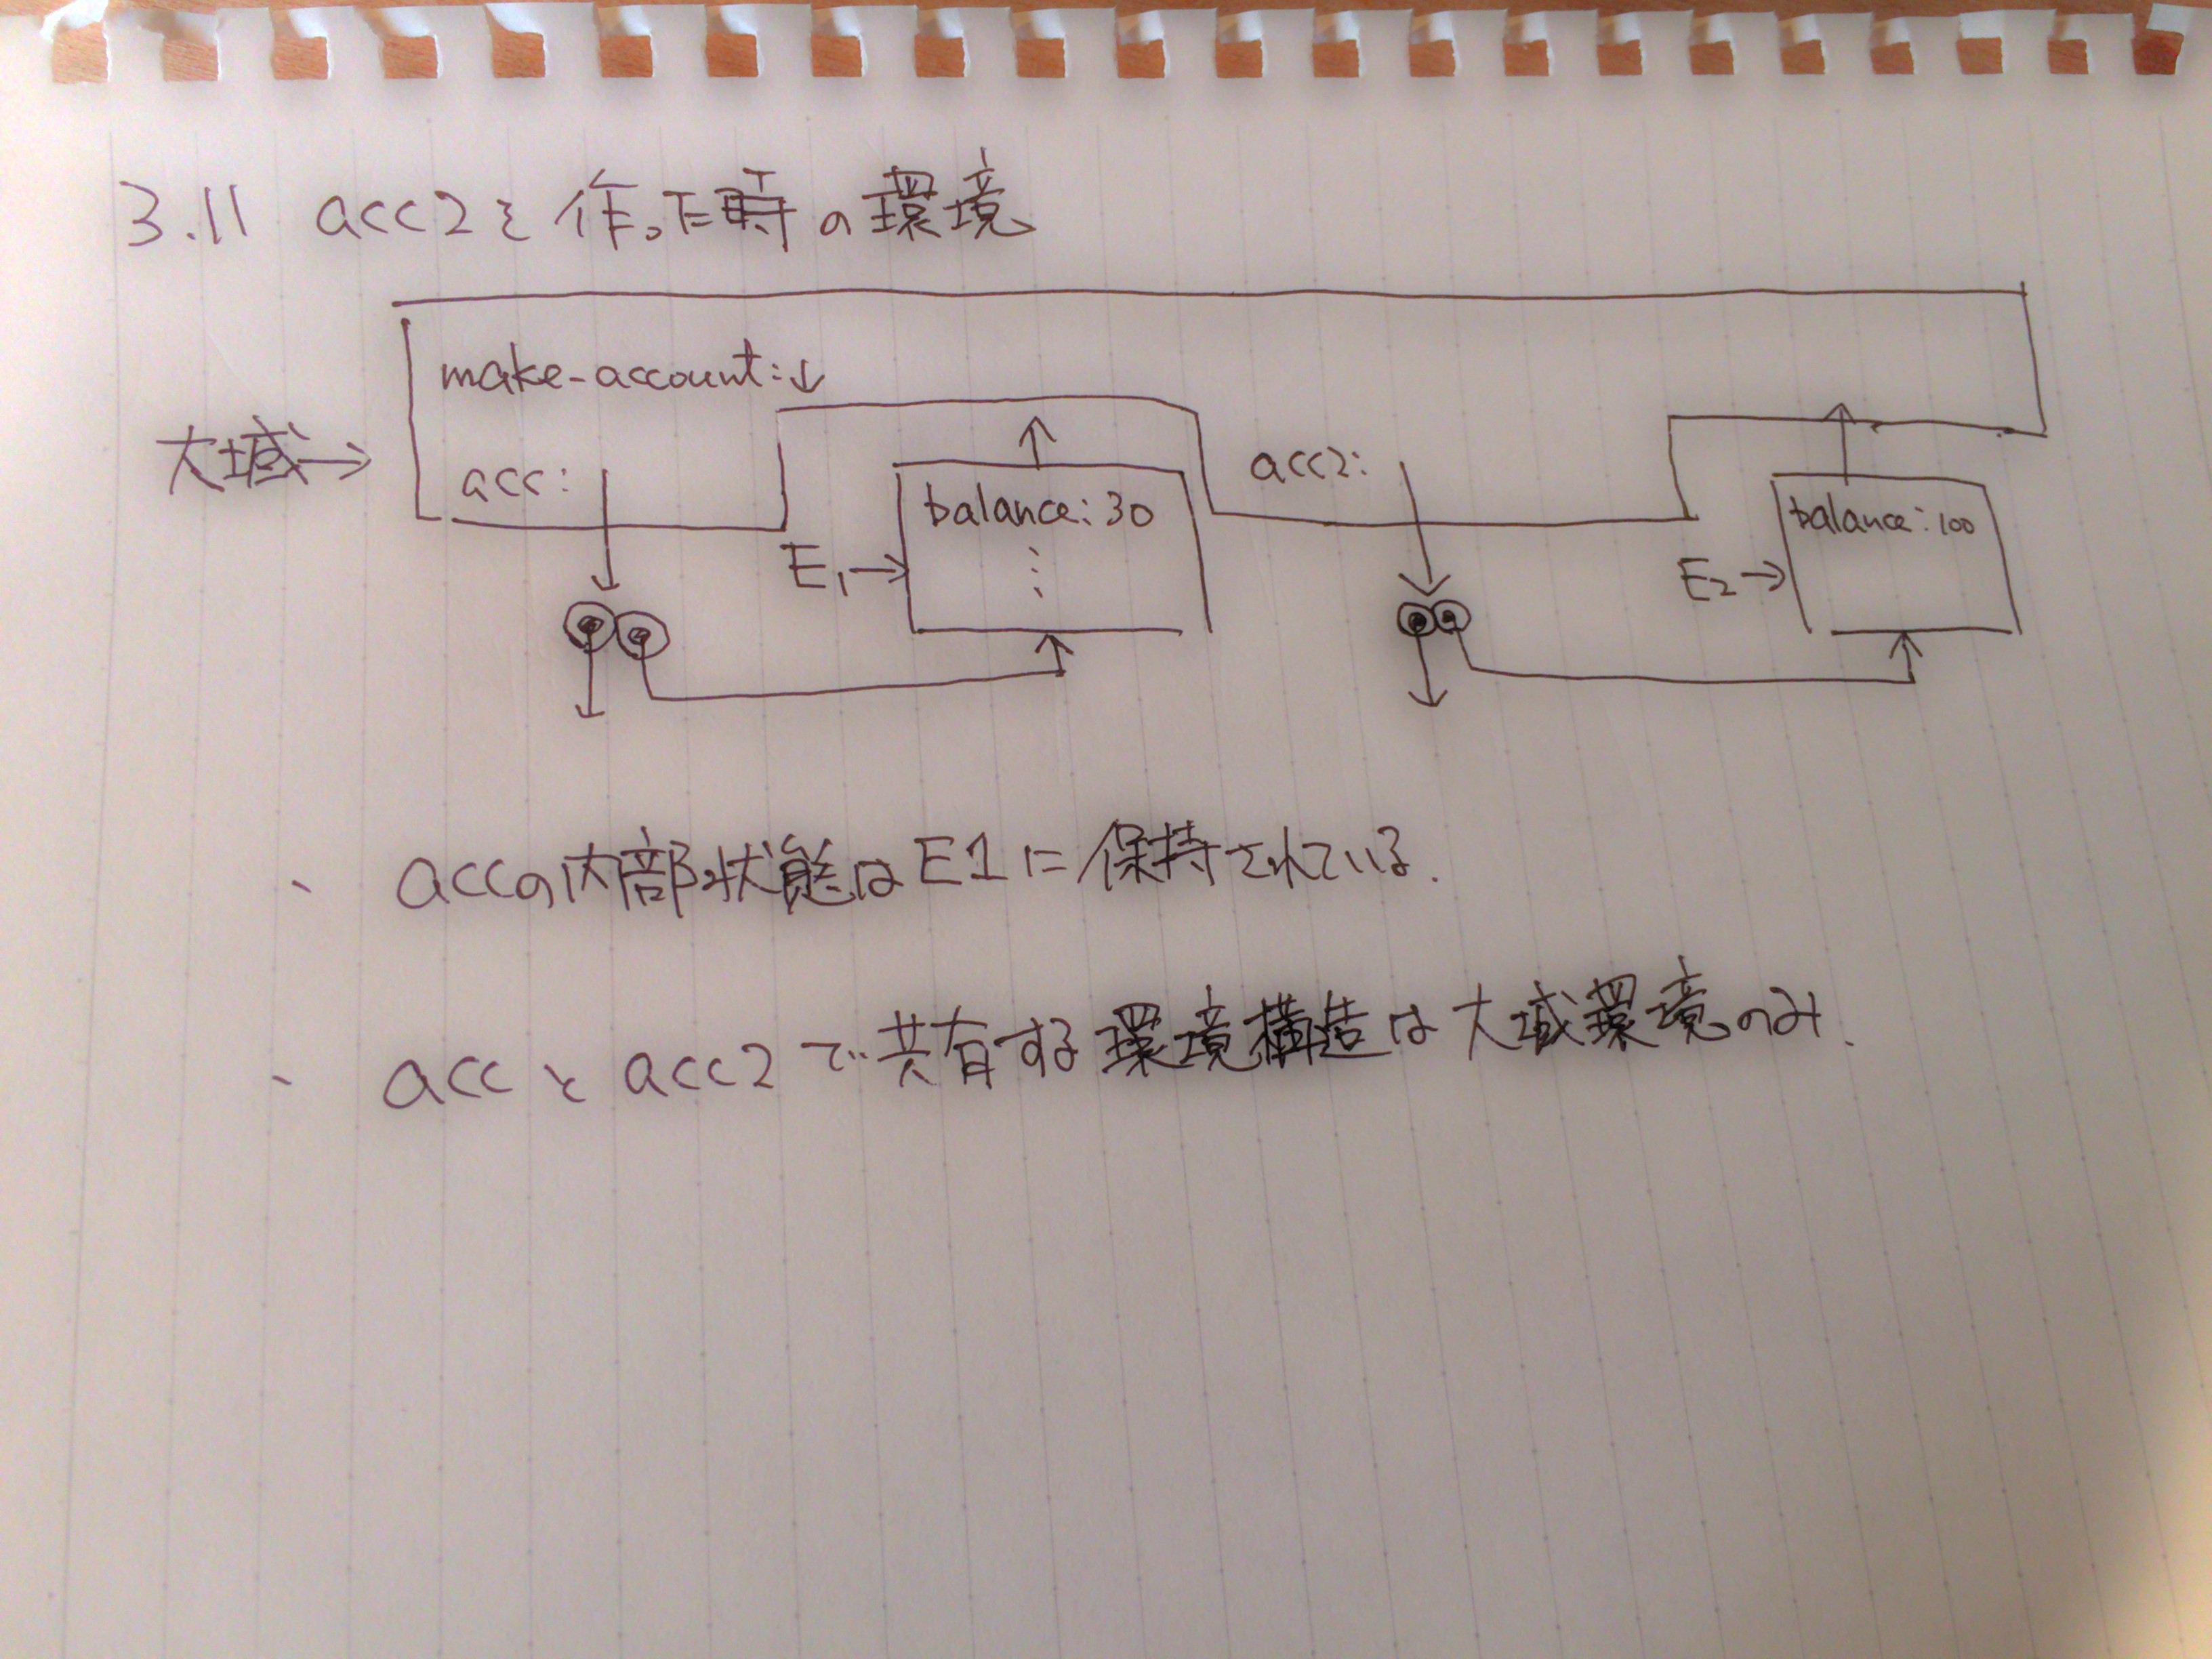 3.11 acc2を作った時の環境
make-account:↓
大域→
acc:
acc2:
balance:30
⋮
balance:100
E1→
E2→
・ accの内部状態はE1に保持されている.
・ accとacc2で共有する環境構造は大域環境のみ.